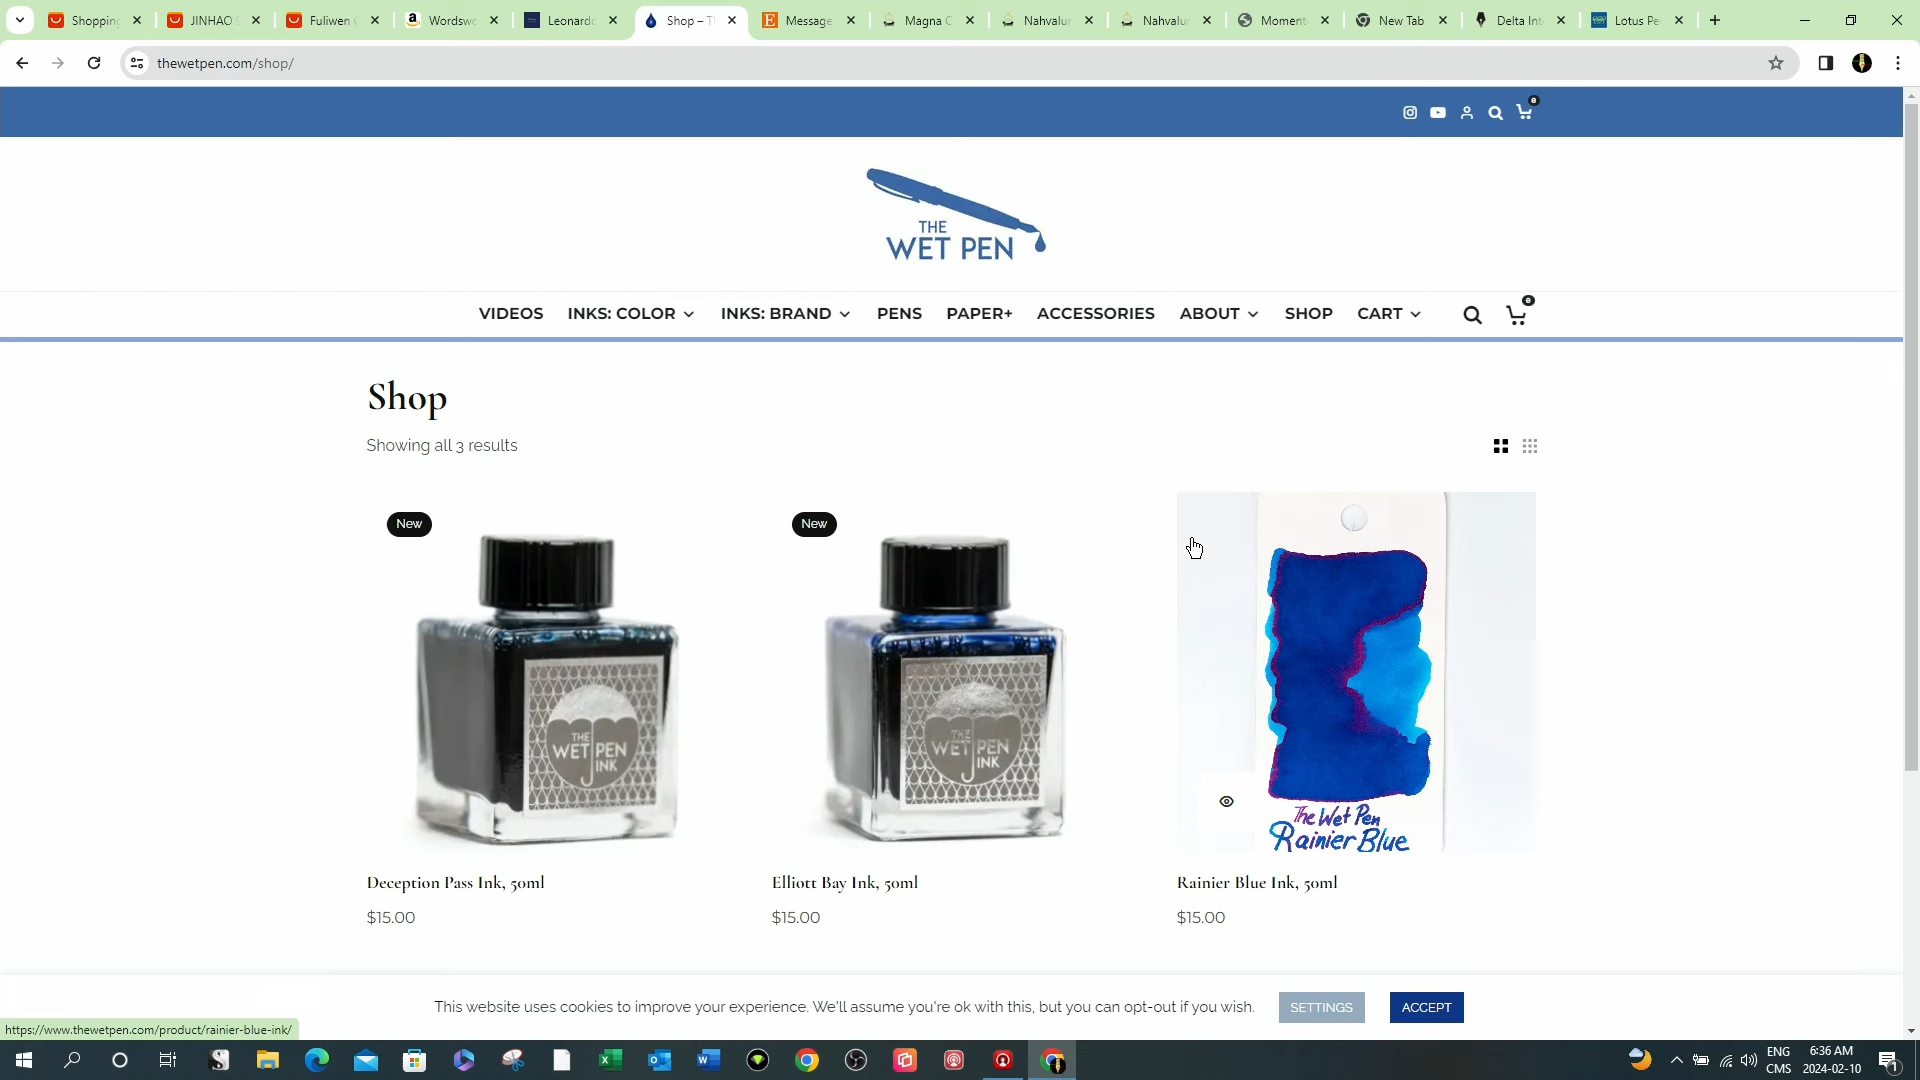 Shopping
JINHAO
Fuliwen
Wordswo
Leonardo
Shop – T
Message
Magna C
Nahvalur
Nahvalur
Moment
New Tab
Delta Int
Lotus Pe
thewetpen.com/shop/
0
THE
WET PEN
VIDEOS INKS: COLOR INKS: BRAND PENS PAPER+ ACCESSORIES ABOUT SHOP CART 0
Shop
Showing all 3 results
New
New
THE
WET PEN
INK
THE
WET PEN
INK
The Wet Pen
Rainier Blue
Deception Pass Ink, 50ml
Elliott Bay Ink, 50ml
Rainier Blue Ink, 50ml
$15.00
$15.00
$15.00
This website uses cookies to improve your experience. We'll assume you're ok with this, but you can opt-out if you wish. SETTINGS ACCEPT
https://www.thewetpen.com/product/rainier-blue-ink/
ENG
CMS
6:36 AM
2024-02-10
1